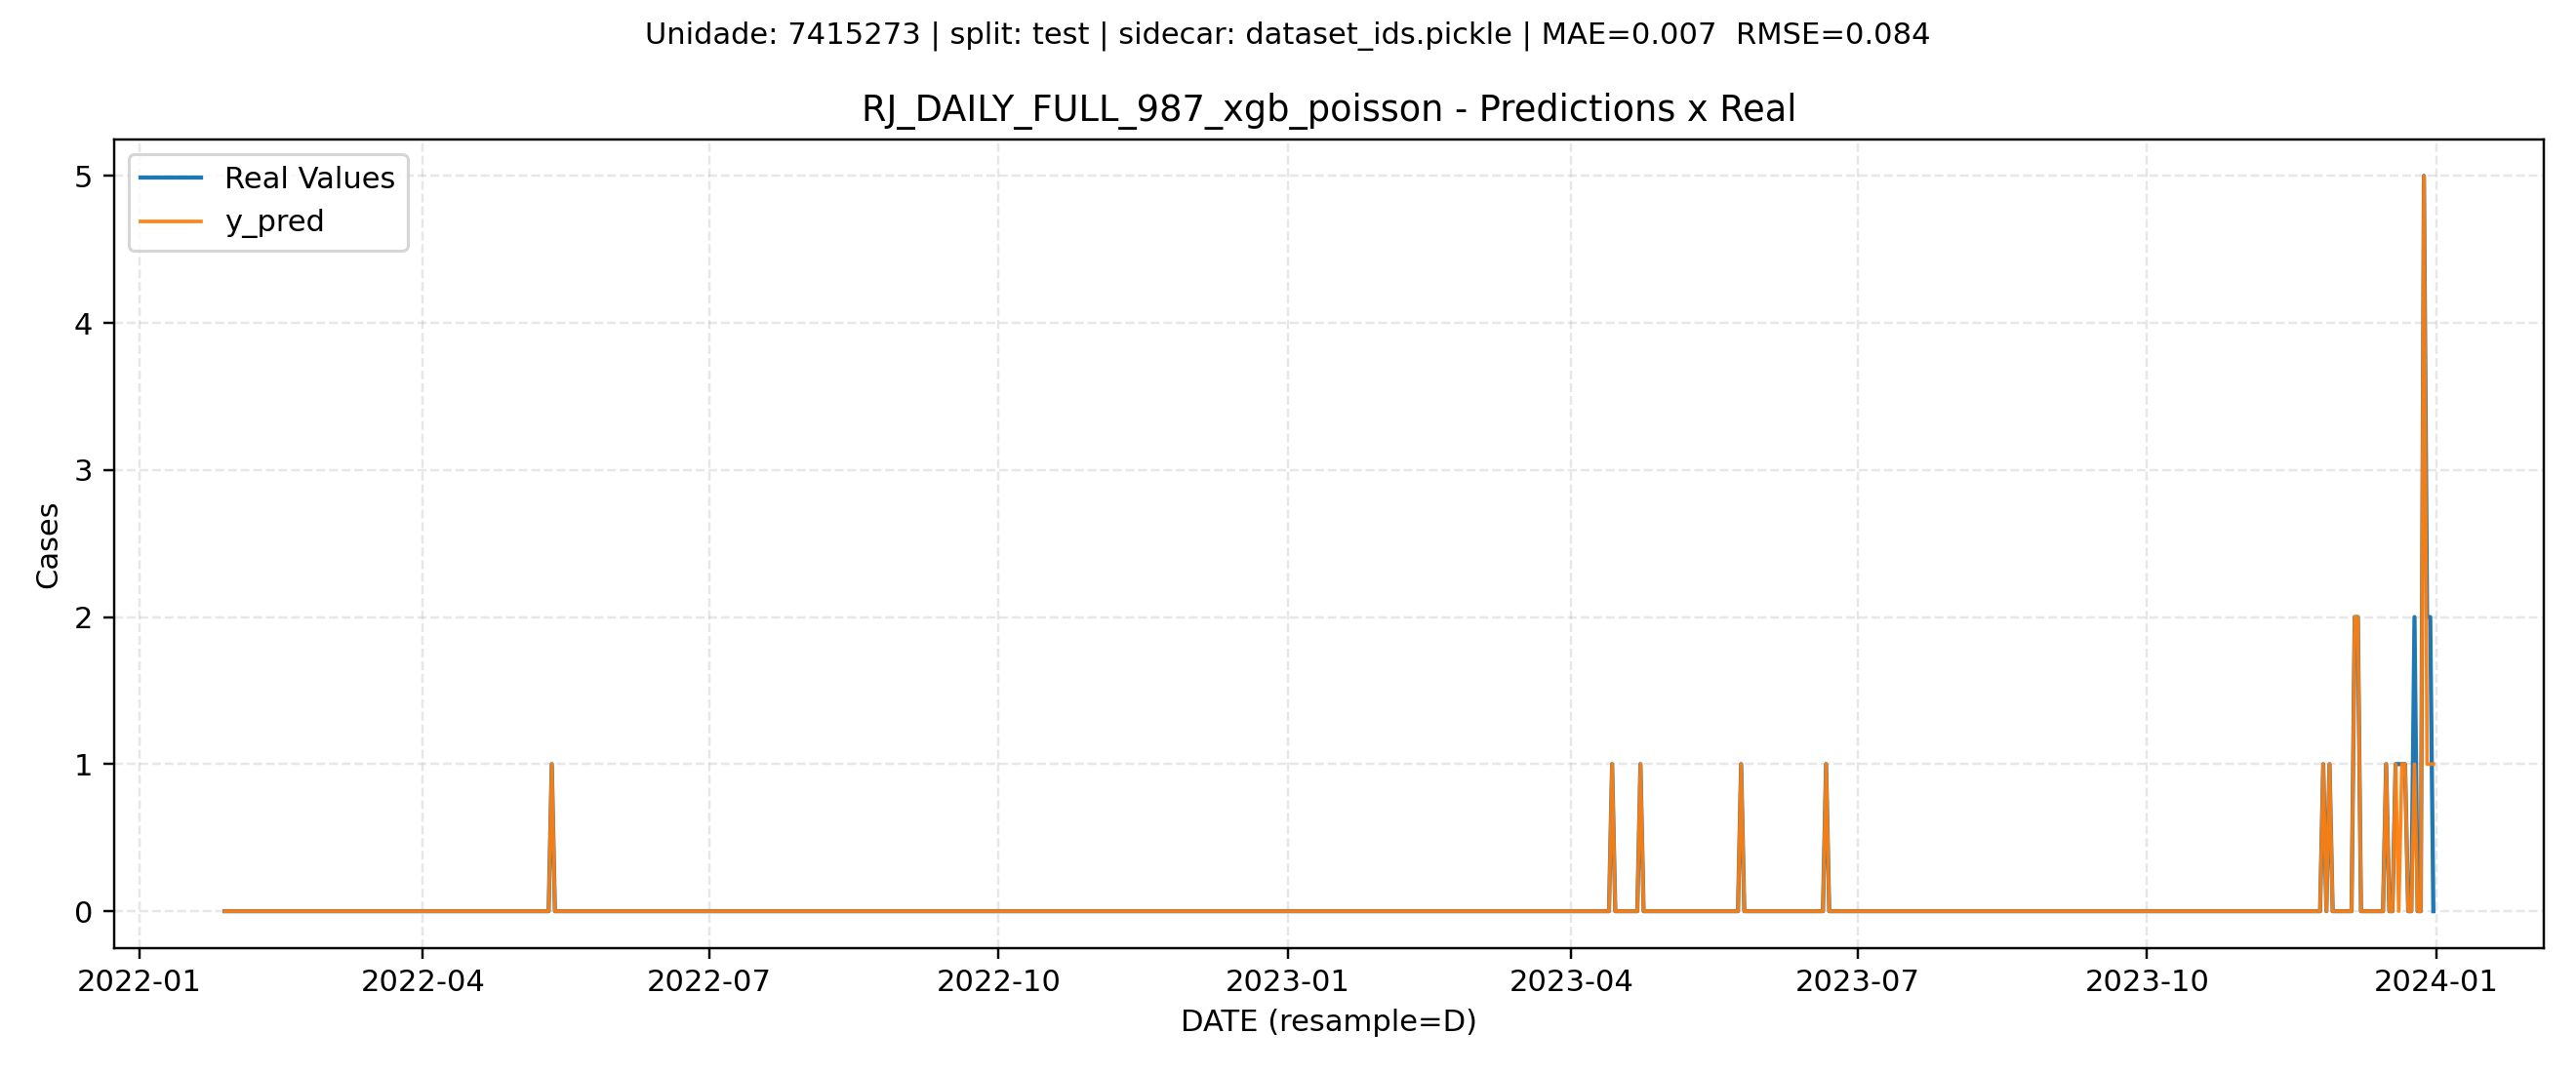 Unidade: 7415273 | split: test | sidecar: dataset_ids.pickle | MAE=0.007  RMSE=0.084
RJ_DAILY_FULL_987_xgb_poisson - Predictions x Real
Real Values
y_pred
5
4
3
2
1
0
Cases
2022-01 2022-04 2022-07 2022-10 2023-01 2023-04 2023-07 2023-10 2024-01
DATE (resample=D)